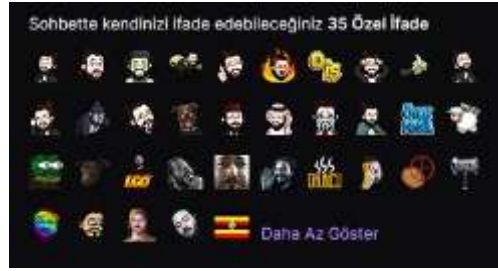 Sohbette kendinizi ifade edebileceğiniz 35 Özel İfade
Daha Az Göster